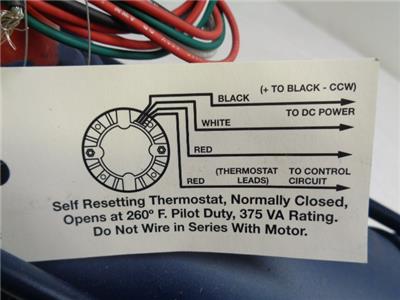 (+ TO BLACK - CCW)
BLACK
TO DC POWER
WHITE
RED
(THERMOSTAT TO CONTROL
RED LEADS) CIRCUIT
Self Resetting Thermostat, Normally Closed,
Opens at 260º F. Pilot Duty, 375 VA Rating.
Do Not Wire in Series With Motor.